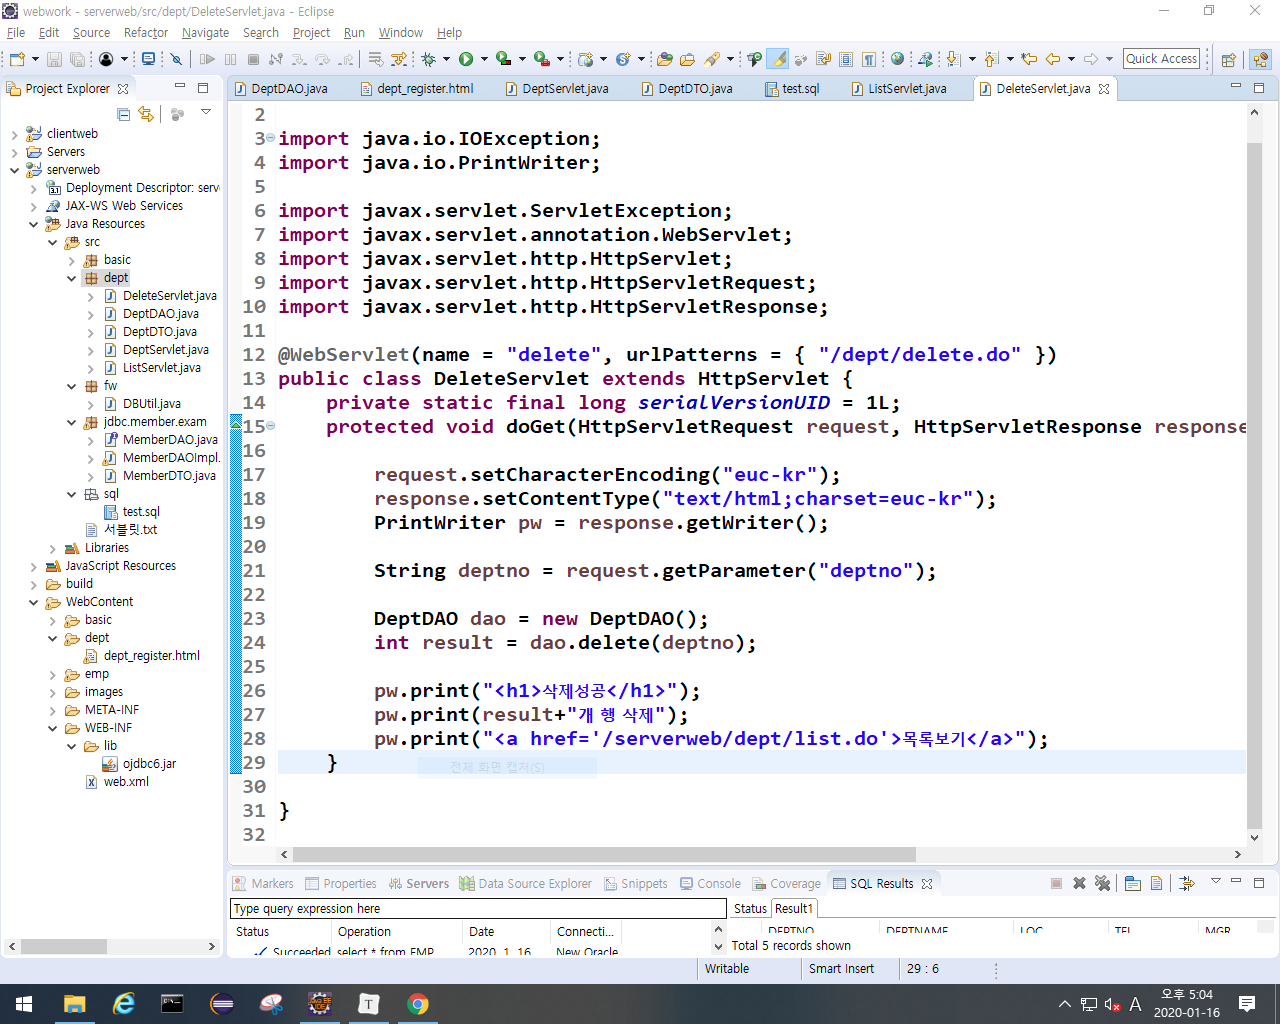 webwork - serverweb/src/dept/DeleteServlet.java - Eclipse
File Edit Source Refactor Navigate Search Project Run Window Help
Quick Access
Project Explorer
DeptDAO.java dept_register.html DeptServlet.java DeptDTO.java test.sql ListServlet.java DeleteServlet.java
clientweb
Servers
serverweb
Deployment Descriptor: serv
JAX-WS Web Services
Java Resources
src
basic
dept
DeleteServlet.java
DeptDAO.java
DeptDTO.java
DeptServlet.java
ListServlet.java
fw
DBUtil.java
jdbc.member.exam
MemberDAO.java
MemberDAOImpl.
MemberDTO.java
sql
test.sql
서블릿.txt
Libraries
JavaScript Resources
build
WebContent
basic
dept
dept_register.html
emp
images
META-INF
WEB-INF
lib
ojdbc6.jar
web.xml
2
3 import java.io.IOException;
4 import java.io.PrintWriter;
5
6 import javax.servlet.ServletException;
7 import javax.servlet.annotation.WebServlet;
8 import javax.servlet.http.HttpServlet;
9 import javax.servlet.http.HttpServletRequest;
10 import javax.servlet.http.HttpServletResponse;
11
12 @WebServlet(name = "delete", urlPatterns = { "/dept/delete.do" })
13 public class DeleteServlet extends HttpServlet {
14 private static final long serialVersionUID = 1L;
15 protected void doGet(HttpServletRequest request, HttpServletResponse response
16
17 request.setCharacterEncoding("euc-kr");
18 response.setContentType("text/html;charset=euc-kr");
19 PrintWriter pw = response.getWriter();
20
21 String deptno = request.getParameter("deptno");
22
23 DeptDAO dao = new DeptDAO();
24 int result = dao.delete(deptno);
25
26 pw.print("<h1>삭제성공</h1>");
27 pw.print(result+"개 행 삭제");
28 pw.print("<a href='/serverweb/dept/list.do'>목록보기</a>");
29 }
전체 화면 캡처(S)
30
31 }
32
Markers Properties Servers Data Source Explorer Snippets Console Coverage SQL Results
Type query expression here
Status Result1
Status Operation Date Connecti...
DEPTNO DEPTNAME LOC TEL MGR
Succeeded select * from EMP 2020. 1. 16 New Oracle
Total 5 records shown
Writable Smart Insert 29 : 6
T
A
오후 5:04
2020-01-16